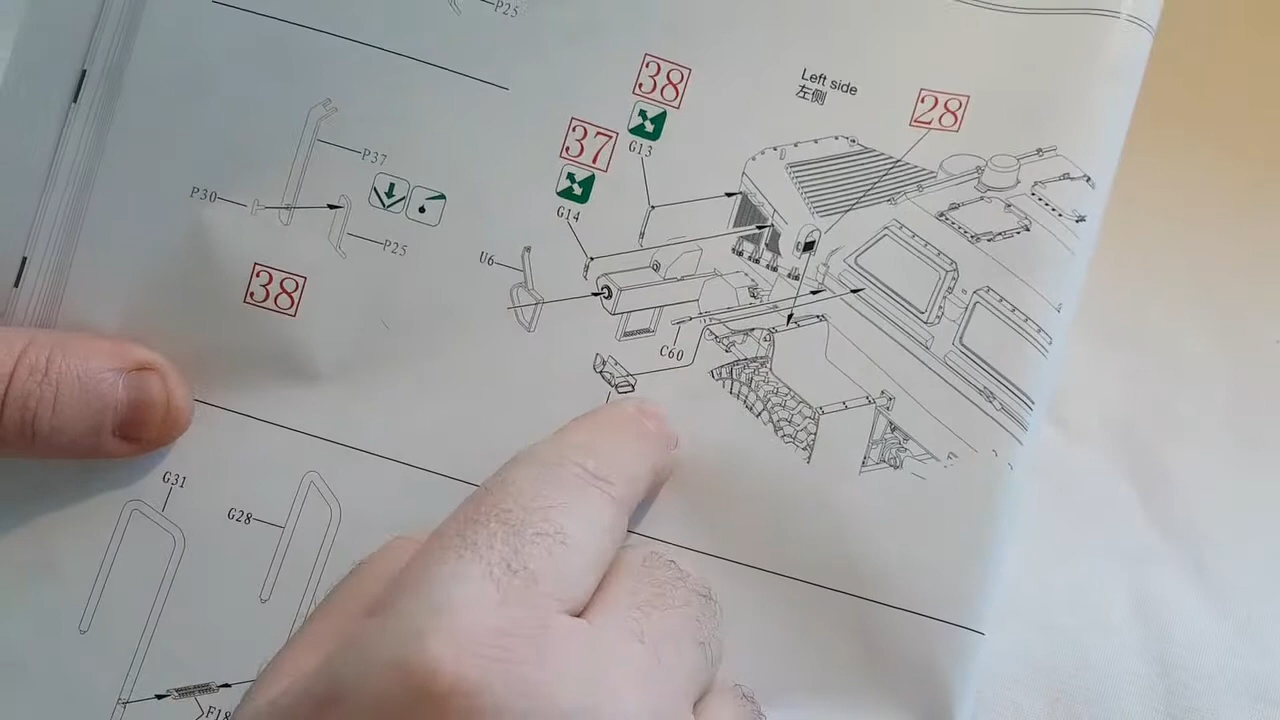 P25
38
Left side
左侧
28
37
G13
P37
P30
G14
P25
U6
38
C60
G31
G28
F18